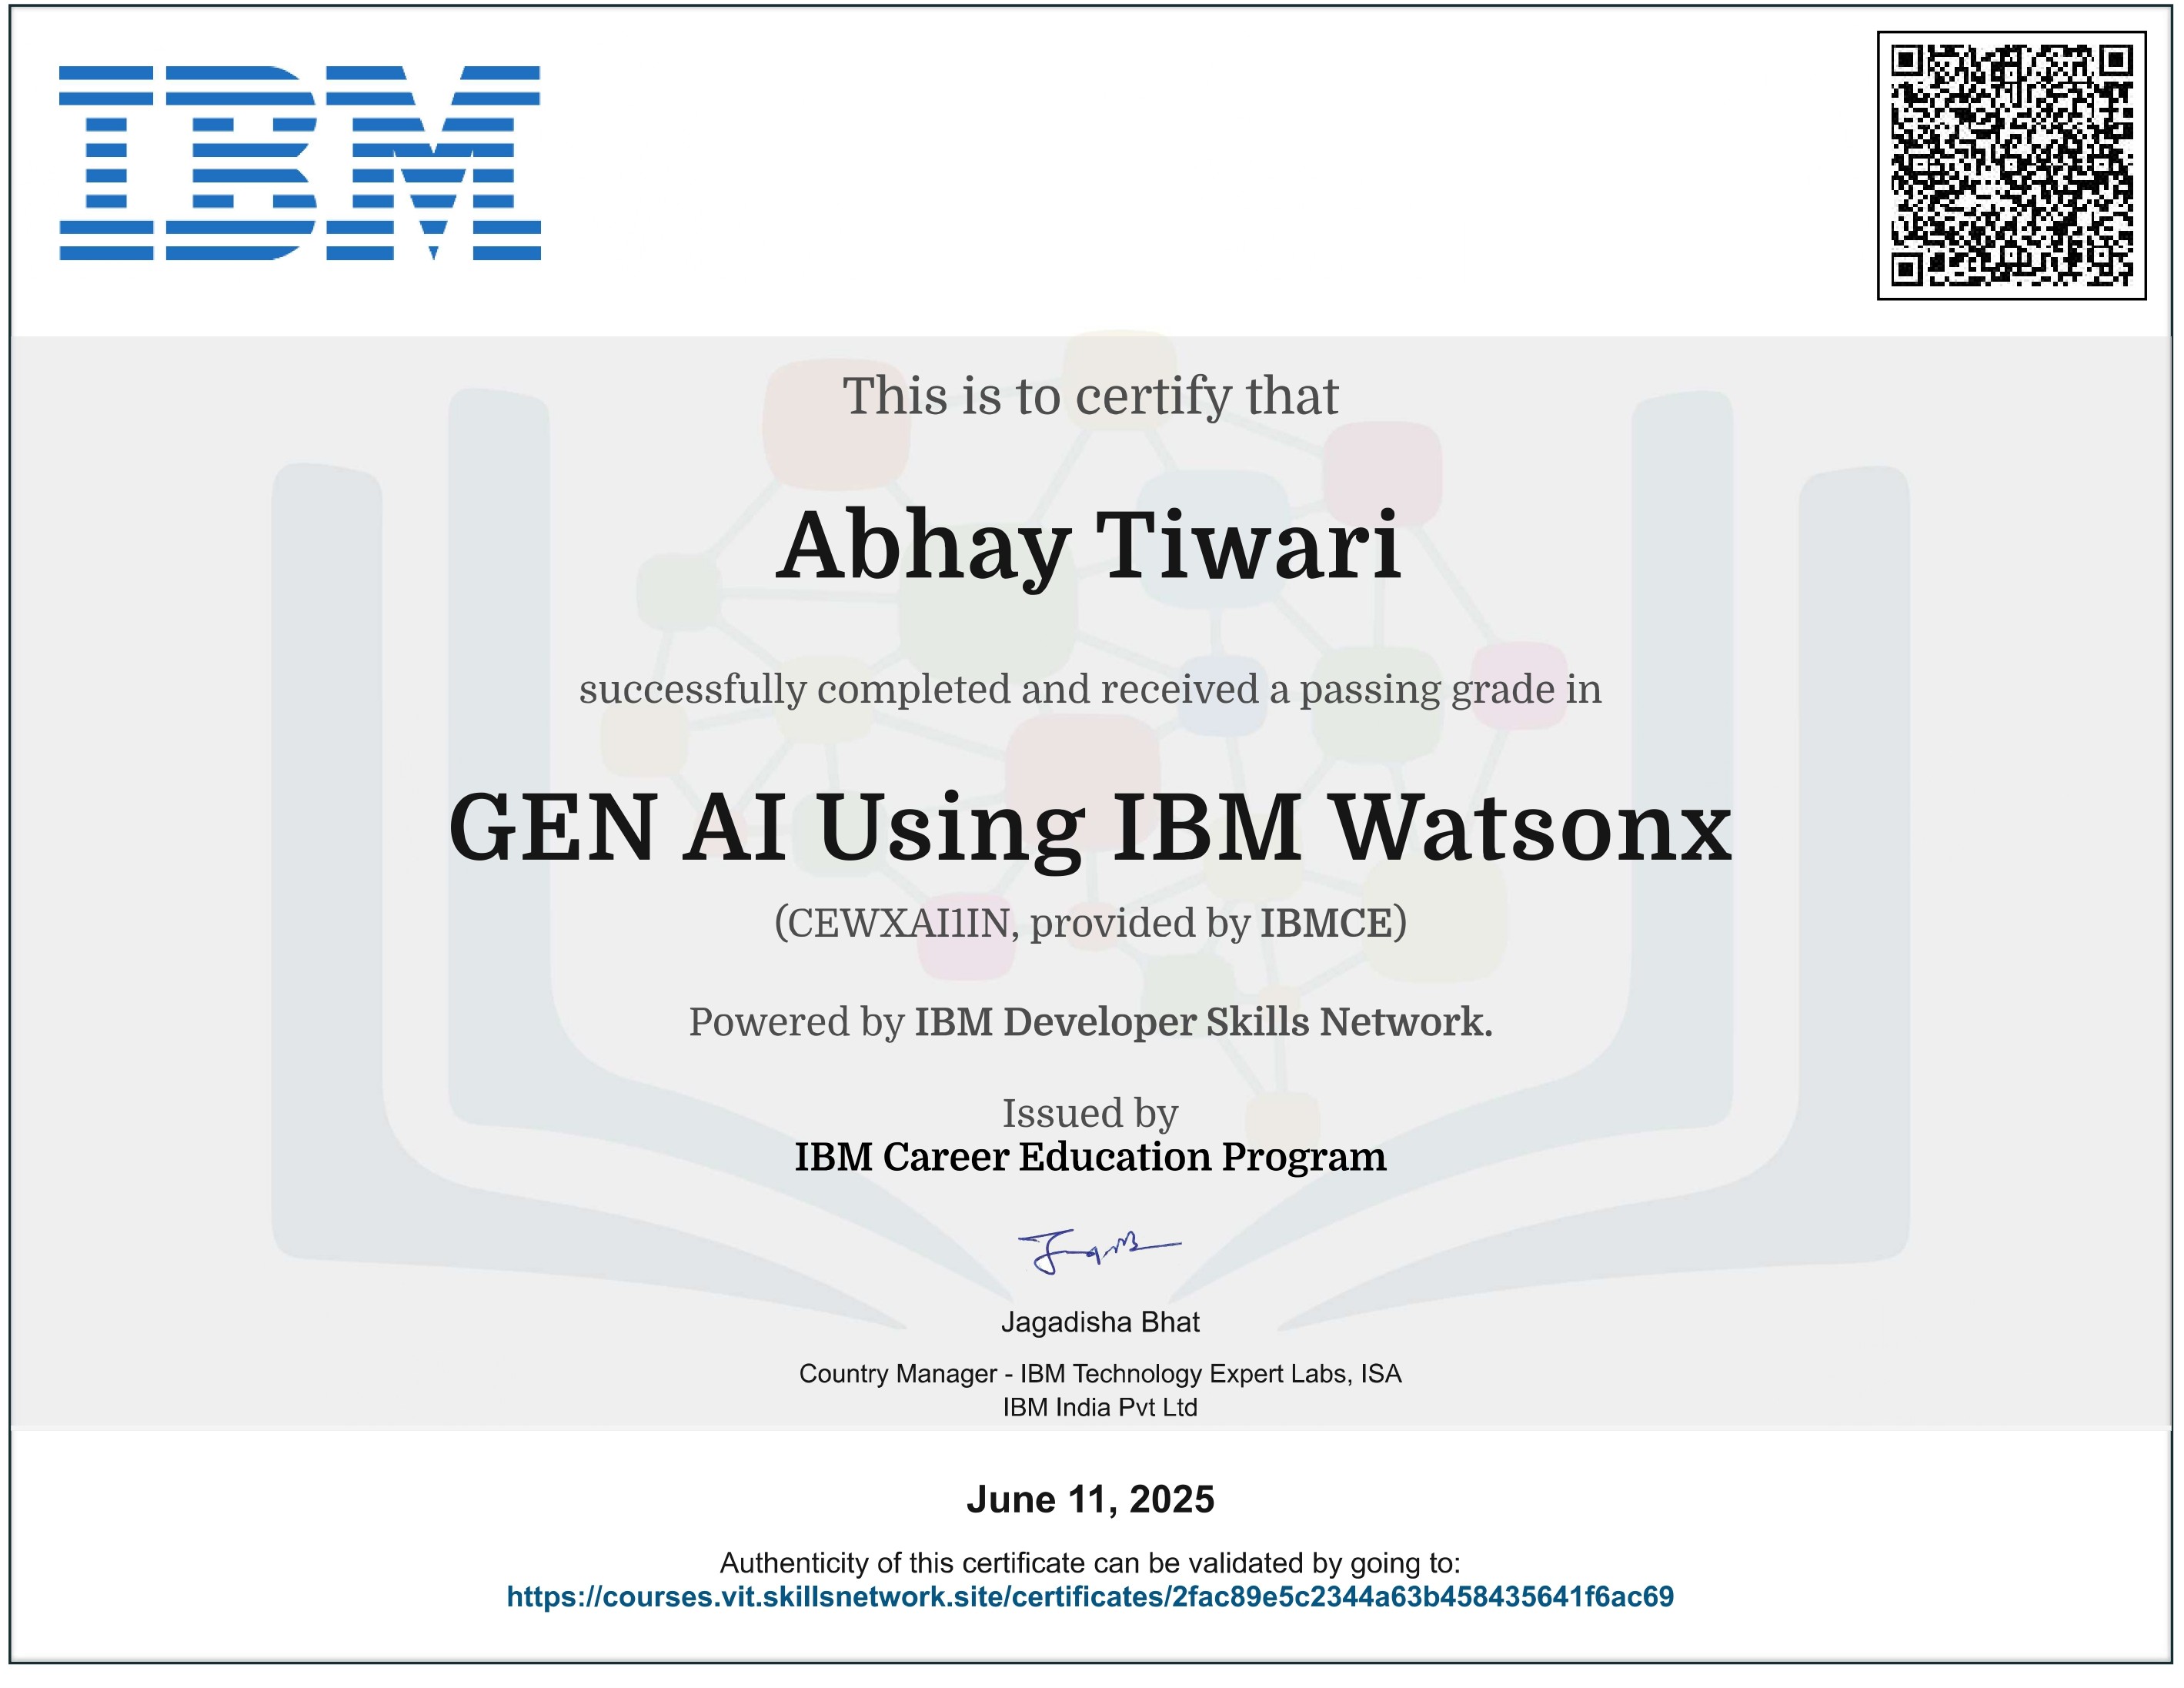 IBM
This is to certify that
Abhay Tiwari
successfully completed and received a passing grade in
GEN AI Using IBM Watsonx
(CEWXAI1IN, provided by IBMCE)
Powered by IBM Developer Skills Network.
Issued by
IBM Career Education Program
Jagadisha Bhat
Country Manager - IBM Technology Expert Labs, ISA
IBM India Pvt Ltd
June 11, 2025
Authenticity of this certificate can be validated by going to:
https://courses.vit.skillsnetwork.site/certificates/2fac89e5c2344a63b458435641f6ac69